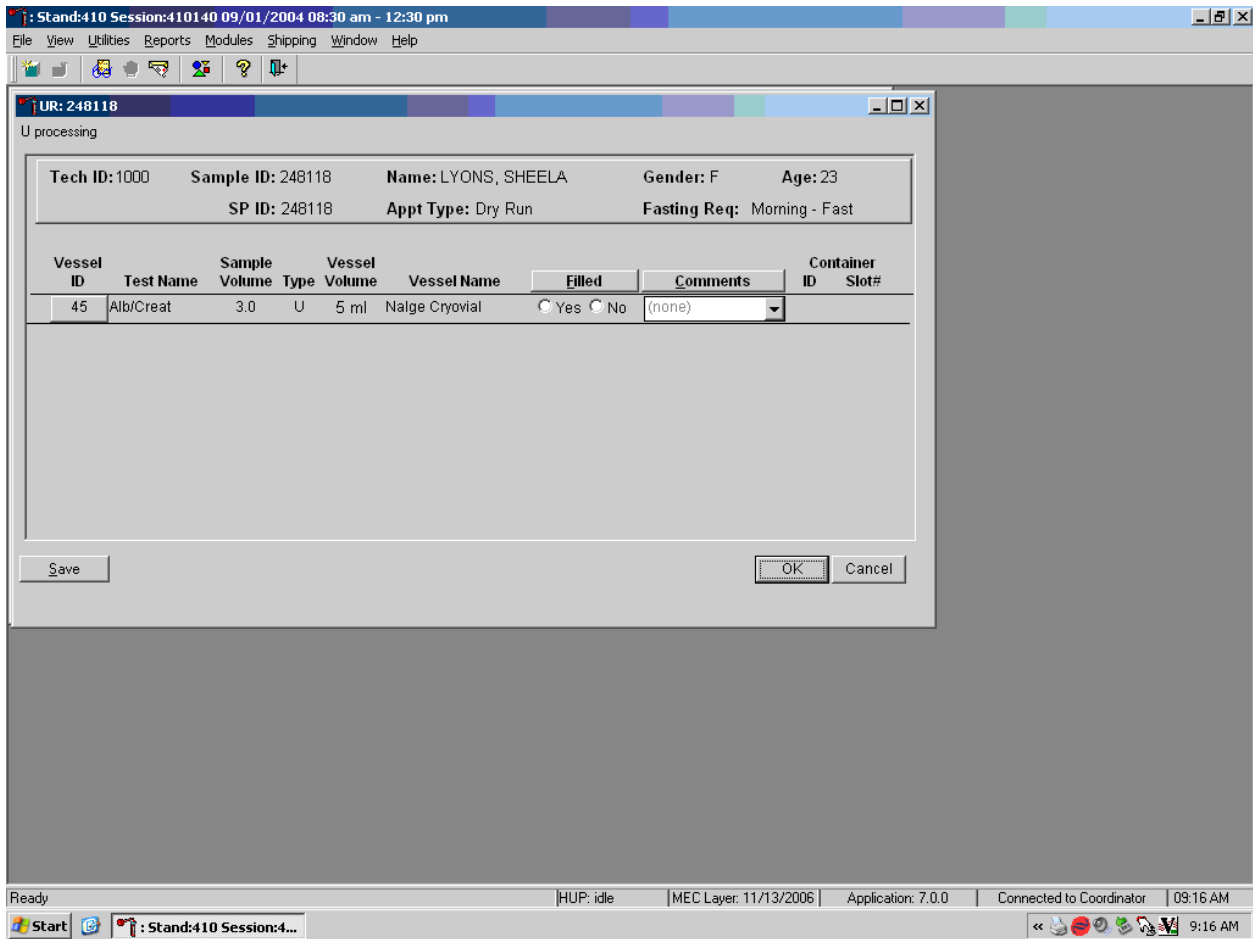 : Stand:410 Session:410140 09/01/2004 08:30 am - 12:30 pm
File View Utilities Reports Modules Shipping Window Help
UR: 248118
U processing
Tech ID: 1000 Sample ID: 248118 Name: LYONS, SHEELA Gender: F Age: 23
SP ID: 248118 Appt Type: Dry Run Fasting Req: Morning - Fast
Vessel Sample Vessel Container
ID Test Name Volume Type Volume Vessel Name Filled Comments ID Slot#
45 Alb/Creat 3.0 U 5 ml Nalge Cryovial Yes No (none)
Save OK Cancel
Ready HUP: idle MEC Layer: 11/13/2006 Application: 7.0.0 Connected to Coordinator 09:16 AM
Start : Stand:410 Session:4... « 9:16 AM